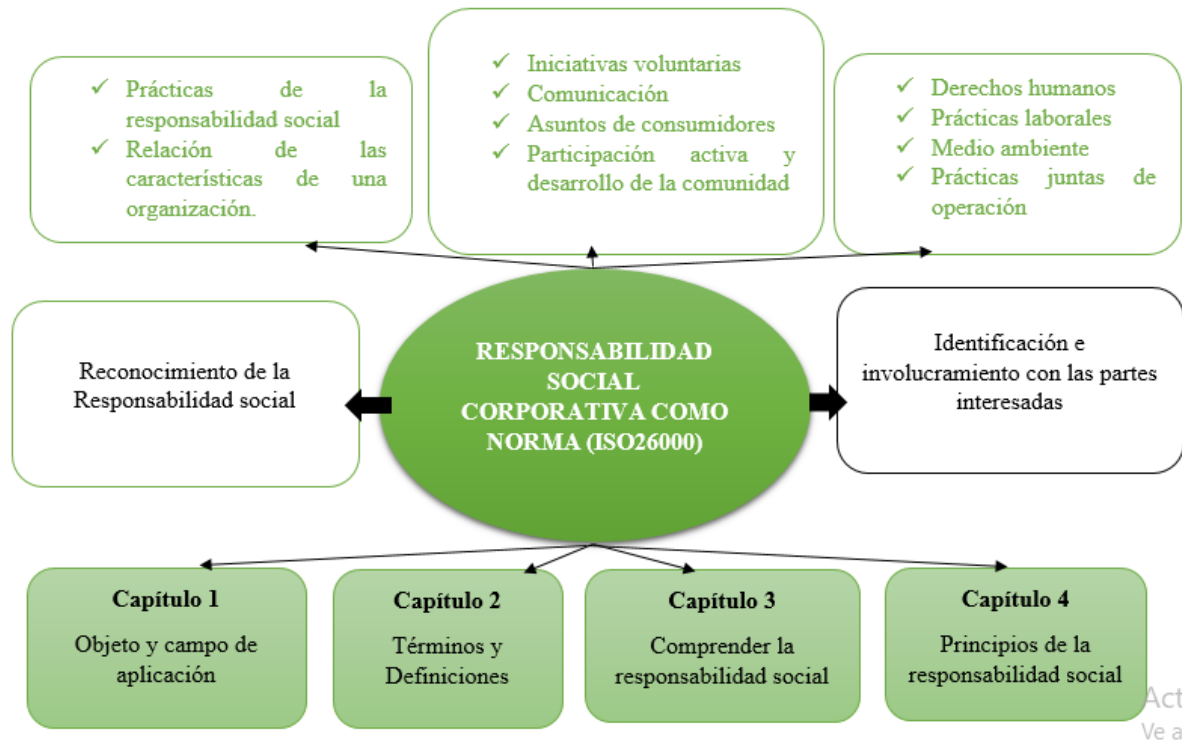 ✓ Prácticas de la
responsabilidad social
✓ Relación de las
características de una
organización.
✓ Iniciativas voluntarias
✓ Comunicación
✓ Asuntos de consumidores
✓ Participación activa y
desarrollo de la comunidad
✓ Derechos humanos
✓ Prácticas laborales
✓ Medio ambiente
✓ Prácticas juntas de
operación
Reconocimiento de la
Responsabilidad social
RESPONSABILIDAD
SOCIAL
CORPORATIVA COMO
NORMA (ISO26000)
Identificación e
involucramiento con las partes
interesadas
Capítulo 1
Objeto y campo de
aplicación
Capítulo 2
Términos y
Definiciones
Capítulo 3
Comprender la
responsabilidad social
Capítulo 4
Principios de la
responsabilidad social
Act
Ve a